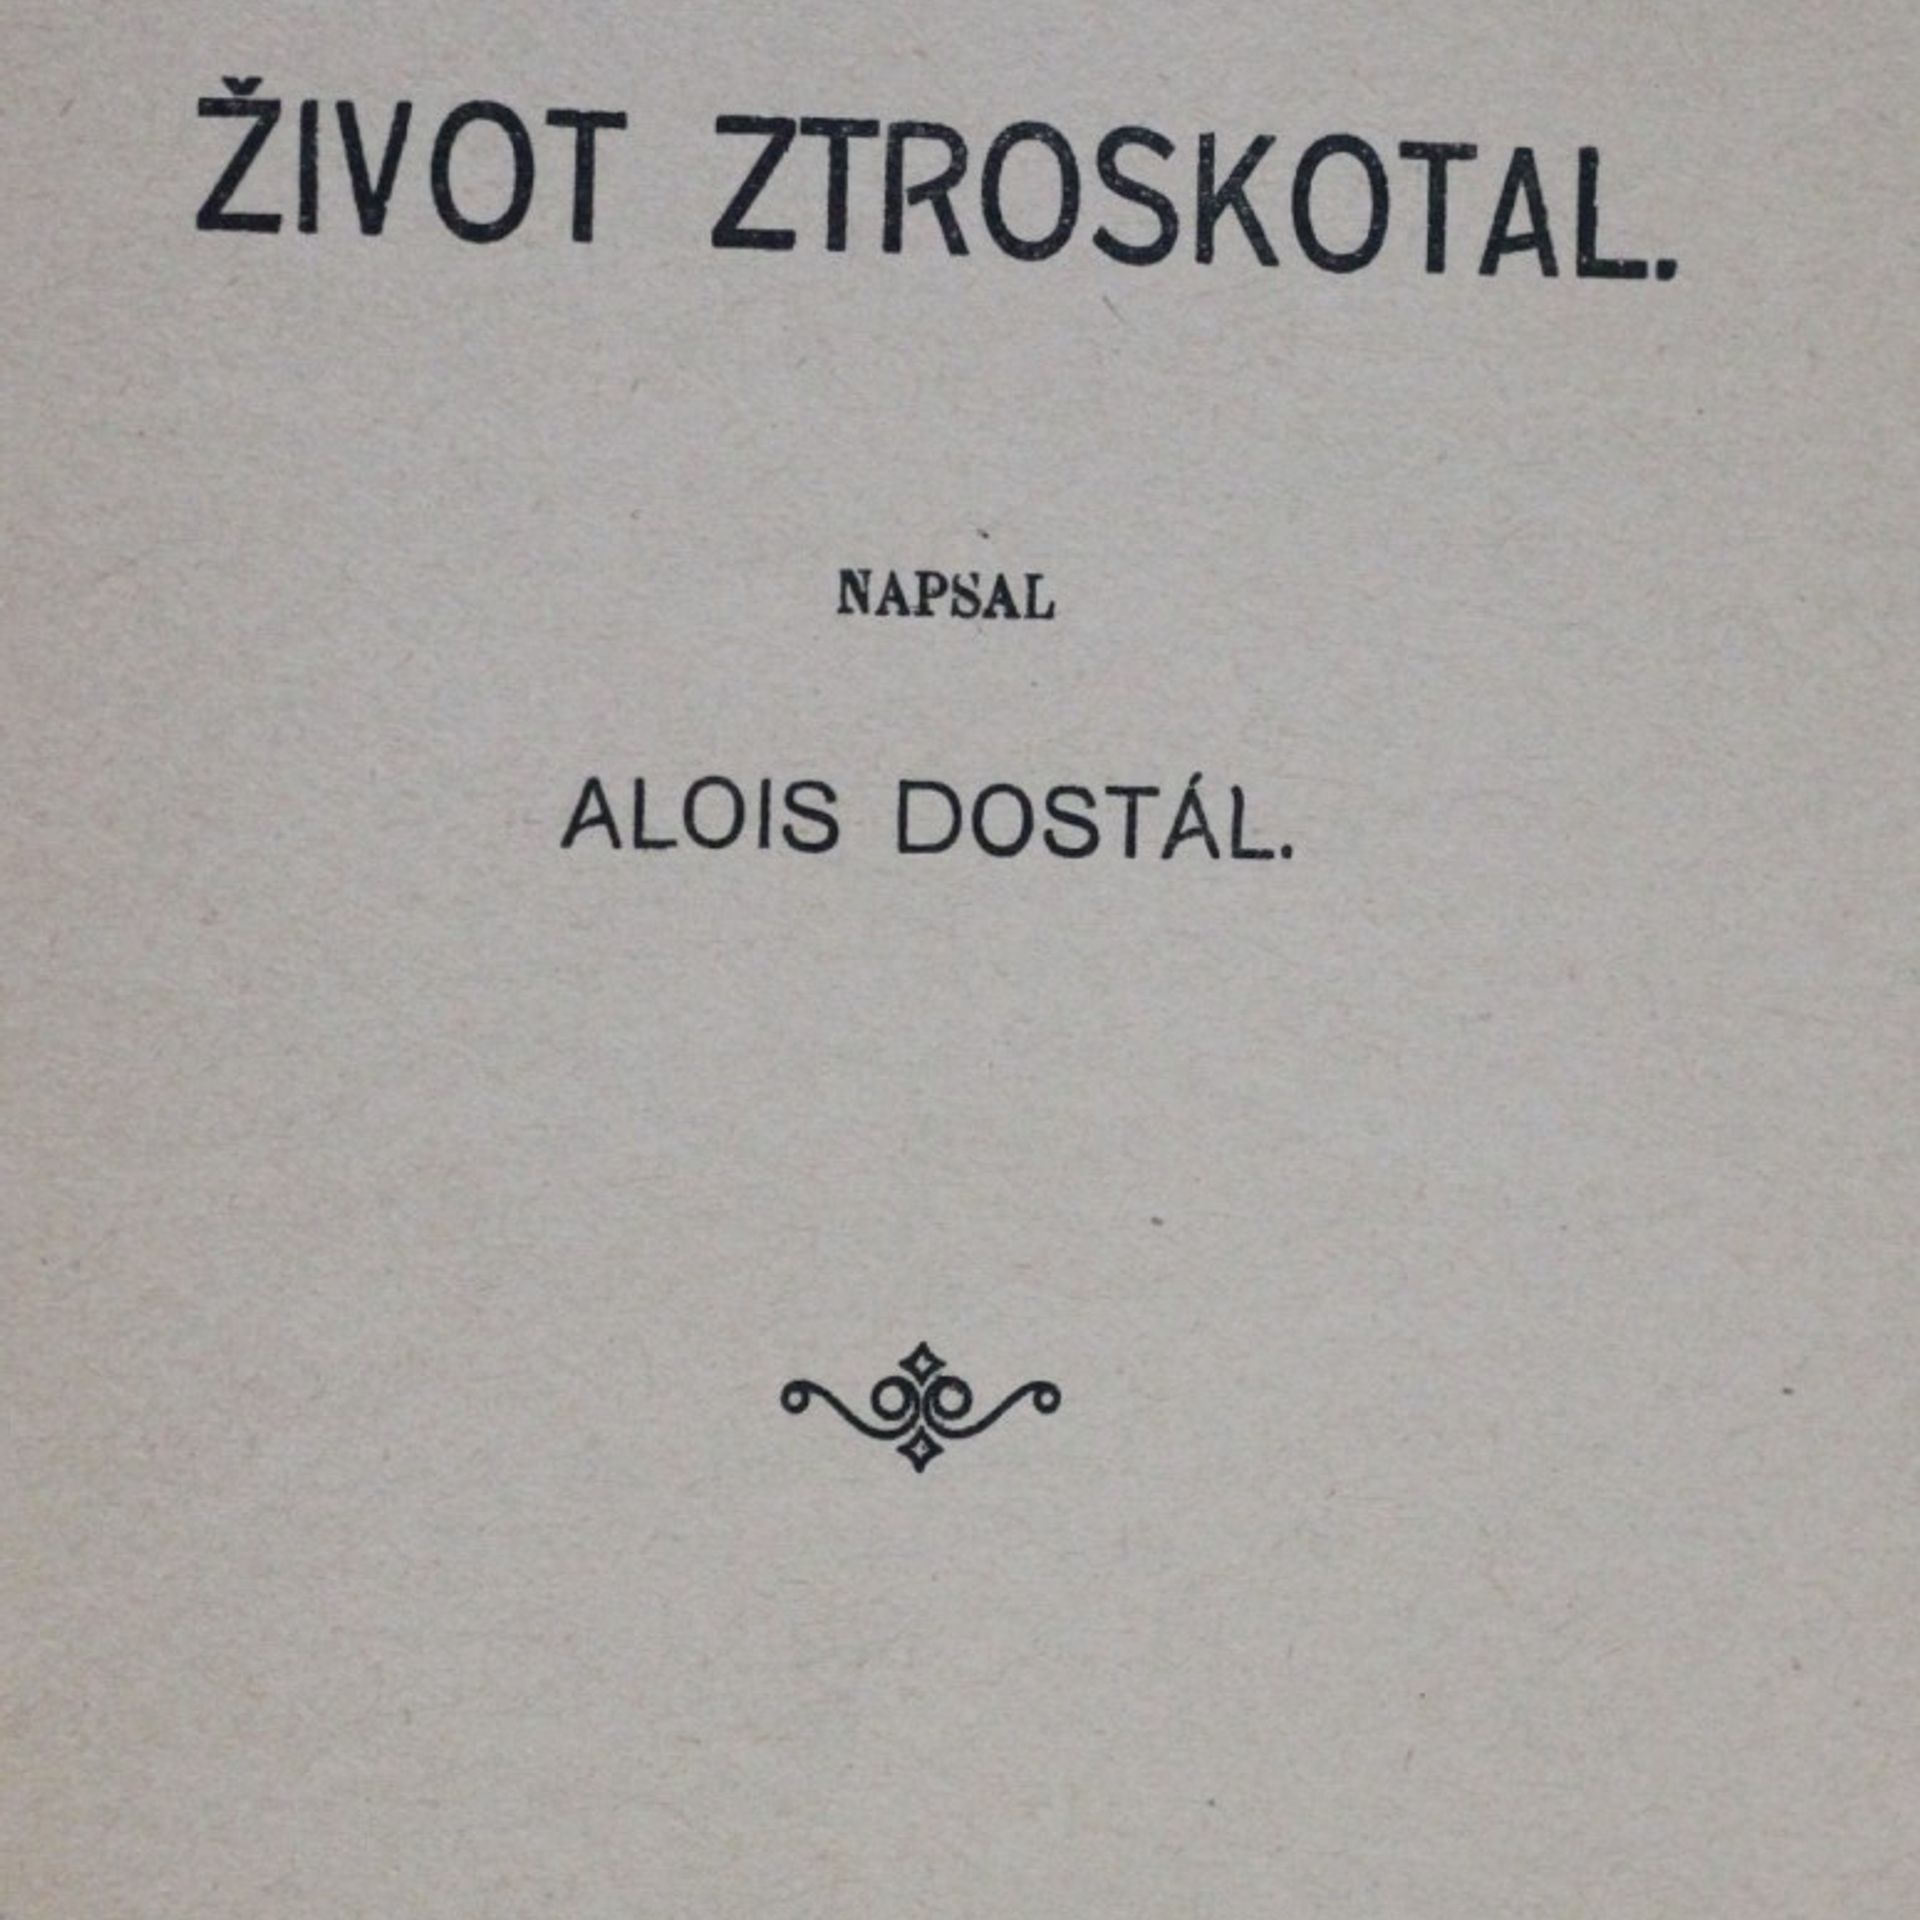 ŽIVOT ZTROSKOTAL.
NAPSAL
ALOIS DOSTÁL.